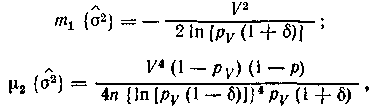 m₁ {σ̂²} = − V² / (2 ln [p_V (1 + δ)]) ;
μ₂ {σ̂²} = V⁴ (1 − p_V) (1 − p) / (4n {ln [p_V (1 − δ)]}⁴ p_V (1 + δ)) ,